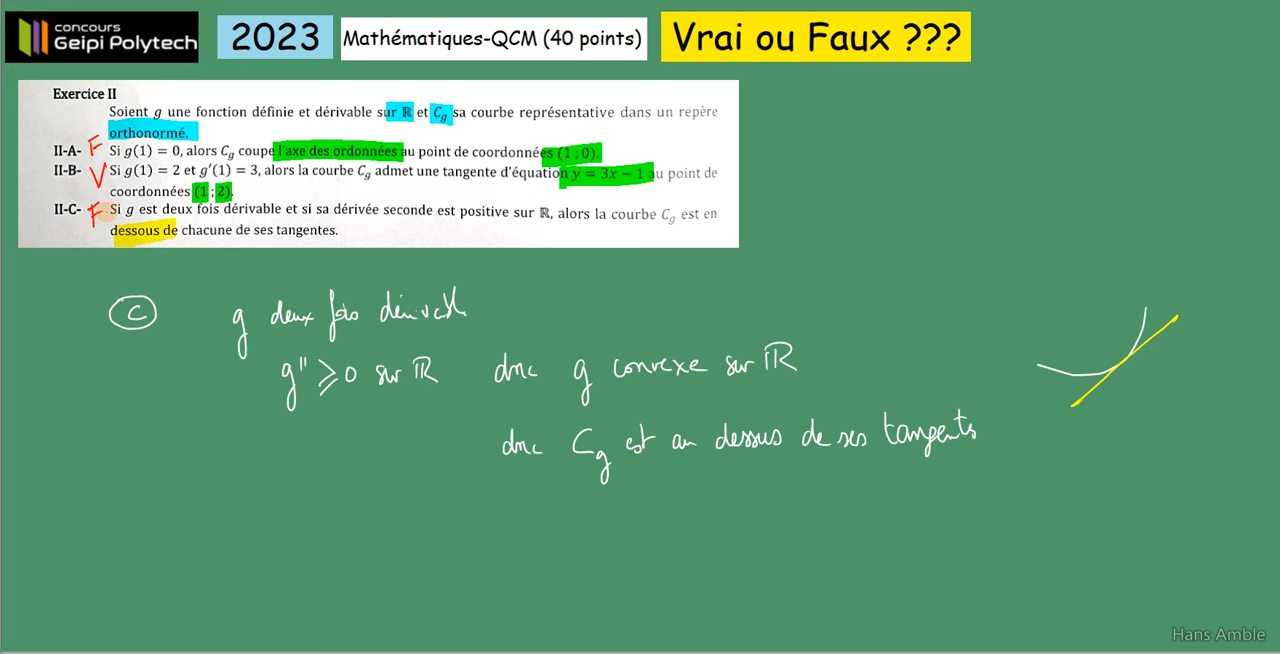 concours
Geipi Polytech
2023
Mathématiques-QCM (40 points)
Vrai ou Faux ???
Exercice II
Soient g une fonction définie et dérivable sur ℝ et C_g sa courbe représentative dans un repère
orthonormé.
II-A- F Si g(1) = 0, alors C_g coupe l'axe des ordonnées au point de coordonnées (1 ; 0).
II-B- V Si g(1) = 2 et g′(1) = 3, alors la courbe C_g admet une tangente d'équation y = 3x − 1 au point de
coordonnées (1 ; 2).
II-C- F Si g est deux fois dérivable et si sa dérivée seconde est positive sur ℝ, alors la courbe C_g est en
dessous de chacune de ses tangentes.
C g deux fois dérivable
g'' ⩾ 0 sur ℝ donc g convexe sur ℝ
donc C_g est au dessus de ses tangentes
Hans Amble